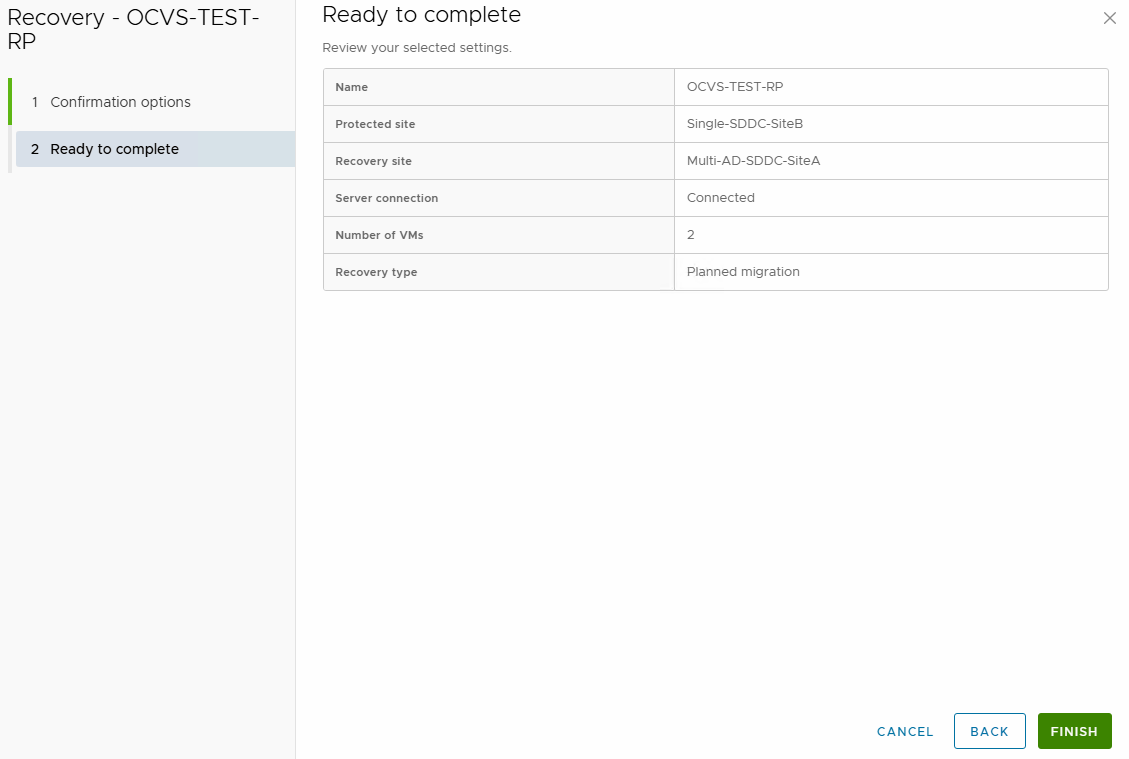 Recovery - OCVS-TEST-
RP
1 Confirmation options
2 Ready to complete
Ready to complete
Review your selected settings.
Name OCVS-TEST-RP
Protected site Single-SDDC-SiteB
Recovery site Multi-AD-SDDC-SiteA
Server connection Connected
Number of VMs 2
Recovery type Planned migration
CANCEL BACK FINISH